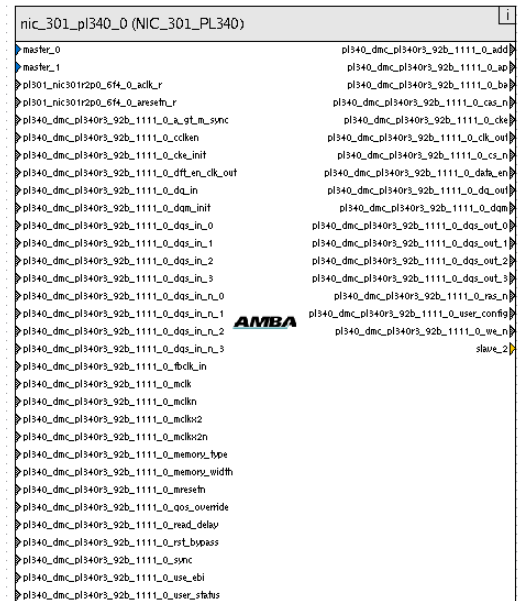 nic_301_pl340_0 (NIC_301_PL340)
i
master_0
master_1
pl301_nic301r2p0_6f4_0_aclk_r
pl301_nic301r2p0_6f4_0_aresetn_r
pl340_dmc_pl340r3_92b_1111_0_a_gt_m_sync
pl340_dmc_pl340r3_92b_1111_0_cclken
pl340_dmc_pl340r3_92b_1111_0_cke_init
pl340_dmc_pl340r3_92b_1111_0_dft_en_clk_out
pl340_dmc_pl340r3_92b_1111_0_dq_in
pl340_dmc_pl340r3_92b_1111_0_dqm_init
pl340_dmc_pl340r3_92b_1111_0_dqs_in_0
pl340_dmc_pl340r3_92b_1111_0_dqs_in_1
pl340_dmc_pl340r3_92b_1111_0_dqs_in_2
pl340_dmc_pl340r3_92b_1111_0_dqs_in_3
pl340_dmc_pl340r3_92b_1111_0_dqs_in_n_0
pl340_dmc_pl340r3_92b_1111_0_dqs_in_n_1
pl340_dmc_pl340r3_92b_1111_0_dqs_in_n_2
pl340_dmc_pl340r3_92b_1111_0_dqs_in_n_3
pl340_dmc_pl340r3_92b_1111_0_fbclk_in
pl340_dmc_pl340r3_92b_1111_0_mclk
pl340_dmc_pl340r3_92b_1111_0_mclkn
pl340_dmc_pl340r3_92b_1111_0_mclkx2
pl340_dmc_pl340r3_92b_1111_0_mclkx2n
pl340_dmc_pl340r3_92b_1111_0_memory_type
pl340_dmc_pl340r3_92b_1111_0_memory_width
pl340_dmc_pl340r3_92b_1111_0_mresetn
pl340_dmc_pl340r3_92b_1111_0_qos_override
pl340_dmc_pl340r3_92b_1111_0_read_delay
pl340_dmc_pl340r3_92b_1111_0_rst_bypass
pl340_dmc_pl340r3_92b_1111_0_sync
pl340_dmc_pl340r3_92b_1111_0_use_ebi
pl340_dmc_pl340r3_92b_1111_0_user_status
AMBA
pl340_dmc_pl340r3_92b_1111_0_add
pl340_dmc_pl340r3_92b_1111_0_ap
pl340_dmc_pl340r3_92b_1111_0_ba
pl340_dmc_pl340r3_92b_1111_0_cas_n
pl340_dmc_pl340r3_92b_1111_0_cke
pl340_dmc_pl340r3_92b_1111_0_clk_out
pl340_dmc_pl340r3_92b_1111_0_cs_n
pl340_dmc_pl340r3_92b_1111_0_data_en
pl340_dmc_pl340r3_92b_1111_0_dq_out
pl340_dmc_pl340r3_92b_1111_0_dqm
pl340_dmc_pl340r3_92b_1111_0_dqs_out_0
pl340_dmc_pl340r3_92b_1111_0_dqs_out_1
pl340_dmc_pl340r3_92b_1111_0_dqs_out_2
pl340_dmc_pl340r3_92b_1111_0_dqs_out_3
pl340_dmc_pl340r3_92b_1111_0_ras_n
pl340_dmc_pl340r3_92b_1111_0_user_config
pl340_dmc_pl340r3_92b_1111_0_we_n
slave_2